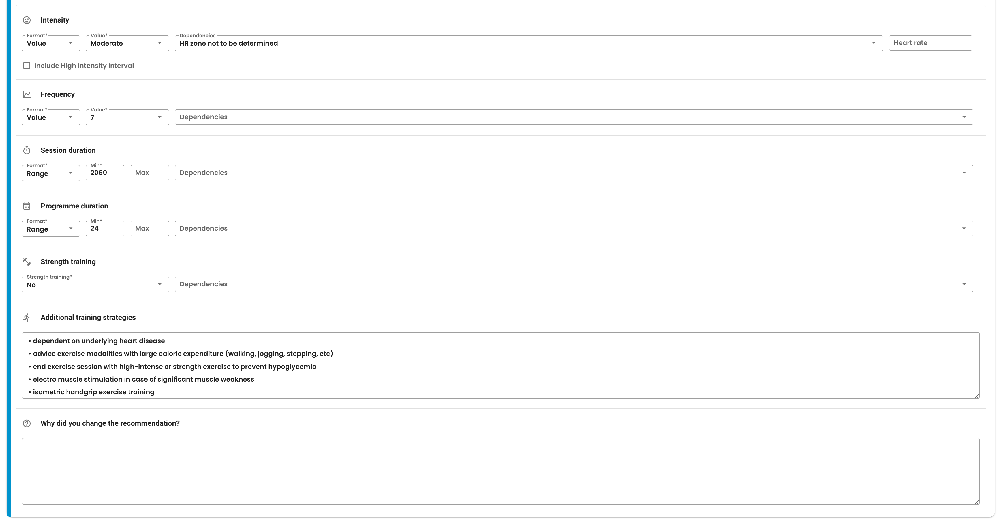 Intensity
Format*
Value
Value*
Moderate
Dependencies
HR zone not to be determined
Heart rate
Include High Intensity Interval
Frequency
Format*
Value
Value*
7
Dependencies
Session duration
Format*
Range
Min*
2060
Max
Dependencies
Programme duration
Format*
Range
Min*
24
Max
Dependencies
Strength training
Strength training*
No
Dependencies
Additional training strategies
• dependent on underlying heart disease
• advice exercise modalities with large caloric expenditure (walking, jogging, stepping, etc)
• end exercise session with high-intense or strength exercise to prevent hypoglycemia
• electro muscle stimulation in case of significant muscle weakness
• isometric handgrip exercise training
Why did you change the recommendation?